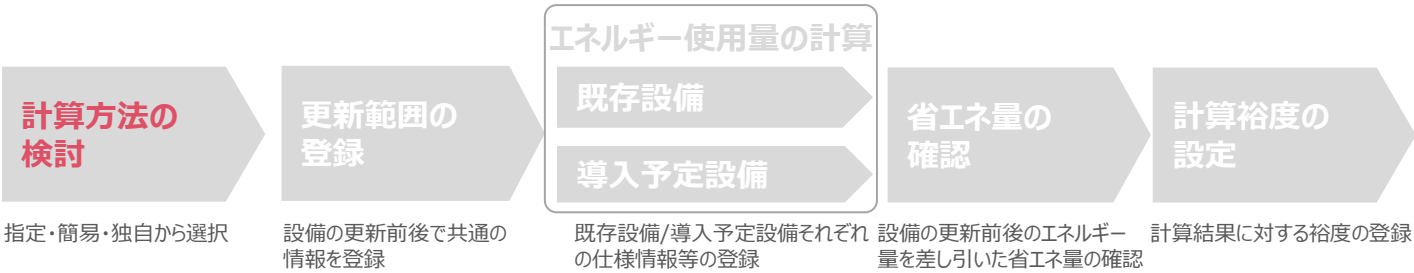 エネルギー使用量の計算
計算方法の
検討
更新範囲の
登録
既存設備
導入予定設備
省エネ量の
確認
計算裕度の
設定
指定・簡易・独自から選択
設備の更新前後で共通の
情報を登録
既存設備/導入予定設備それぞれ
の仕様情報等の登録
設備の更新前後のエネルギー
量を差し引いた省エネ量の確認
計算結果に対する裕度の登録